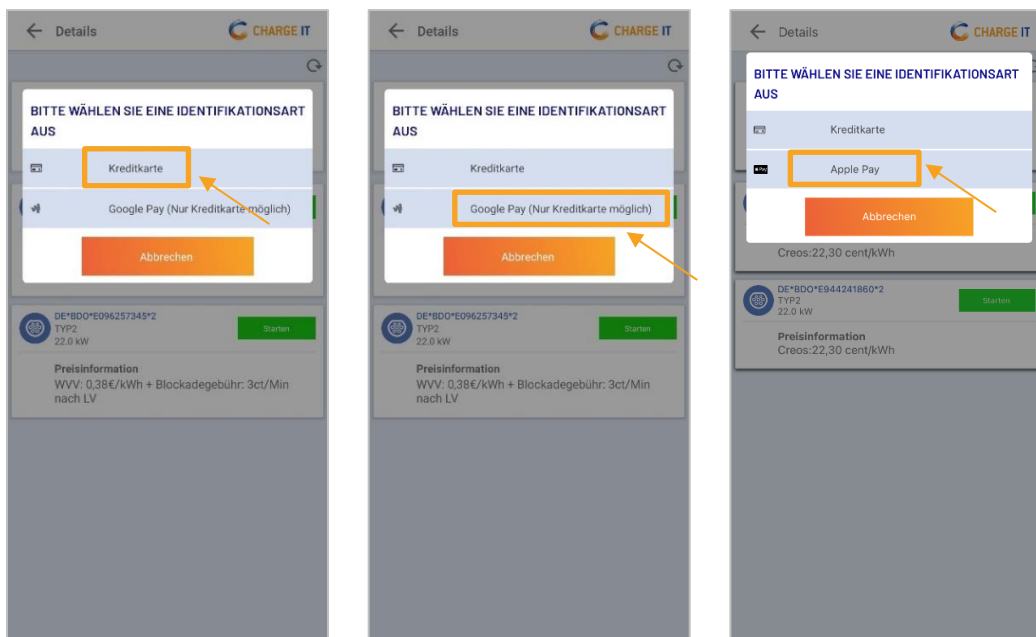 Details
CHARGE IT
BITTE WÄHLEN SIE EINE IDENTIFIKATIONSART
AUS
Kreditkarte
Google Pay (Nur Kreditkarte möglich)
Abbrechen
DE*BDO*E096257345*2
TYP2
22.0 kW
Starten
Preisinformation
WVV: 0,38€/kWh + Blockadegebühr: 3ct/Min
nach LV
Details
CHARGE IT
BITTE WÄHLEN SIE EINE IDENTIFIKATIONSART
AUS
Kreditkarte
Google Pay (Nur Kreditkarte möglich)
Abbrechen
DE*BDO*E096257345*2
TYP2
22.0 kW
Starten
Preisinformation
WVV: 0,38€/kWh + Blockadegebühr: 3ct/Min
nach LV
Details
CHARGE IT
BITTE WÄHLEN SIE EINE IDENTIFIKATIONSART
AUS
Kreditkarte
Pay
Apple Pay
Abbrechen
Creos:22,30 cent/kWh
DE*BDO*E944241860*2
TYP2
22.0 kW
Starten
Preisinformation
Creos:22,30 cent/kWh